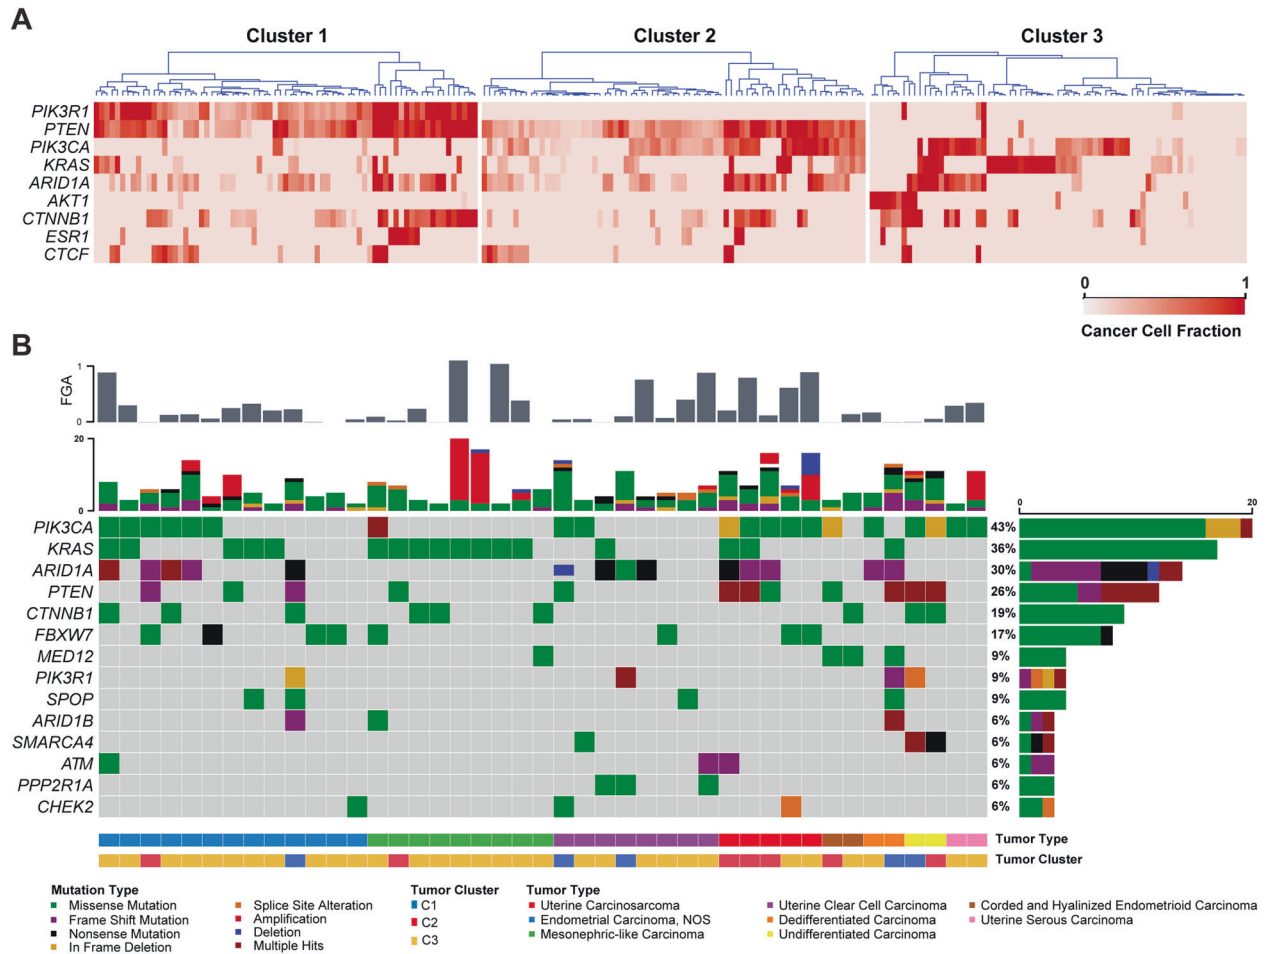 A
Cluster 1 Cluster 2 Cluster 3
PIK3R1
PTEN
PIK3CA
KRAS
ARID1A
AKT1
CTNNB1
ESR1
CTCF
0 1
Cancer Cell Fraction
B
FGA
1
0
20
0
0 20
PIK3CA 43%
KRAS 36%
ARID1A 30%
PTEN 26%
CTNNB1 19%
FBXW7 17%
MED12 9%
PIK3R1 9%
SPOP 9%
ARID1B 6%
SMARCA4 6%
ATM 6%
PPP2R1A 6%
CHEK2 6%
Tumor Type
Tumor Cluster
Mutation Type
Missense Mutation
Frame Shift Mutation
Nonsense Mutation
In Frame Deletion
Splice Site Alteration
Amplification
Deletion
Multiple Hits
Tumor Cluster
C1
C2
C3
Tumor Type
Uterine Carcinosarcoma
Endometrial Carcinoma, NOS
Mesonephric-like Carcinoma
Uterine Clear Cell Carcinoma
Dedifferentiated Carcinoma
Undifferentiated Carcinoma
Corded and Hyalinized Endometrioid Carcinoma
Uterine Serous Carcinoma